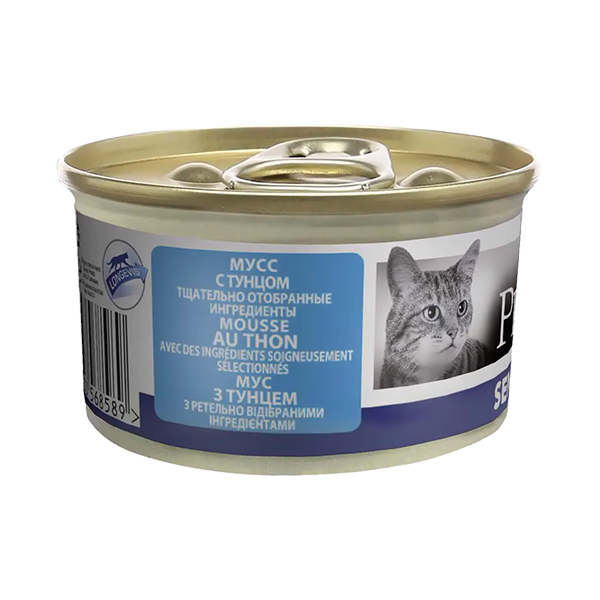 LONGEVIS
568589>
МУСС
С ТУНЦОМ
ТЩАТЕЛЬНО ОТОБРАННЫЕ
ИНГРЕДИЕНТЫ
MOUSSE
AU THON
AVEC DES INGRÉDIENTS SOIGNEUSEMENT
SÉLECTIONNÉS
МУС
З ТУНЦЕМ
З РЕТЕЛЬНО ВІДІБРАНИМИ
ІНГРЕДІЄНТАМИ
P
SE